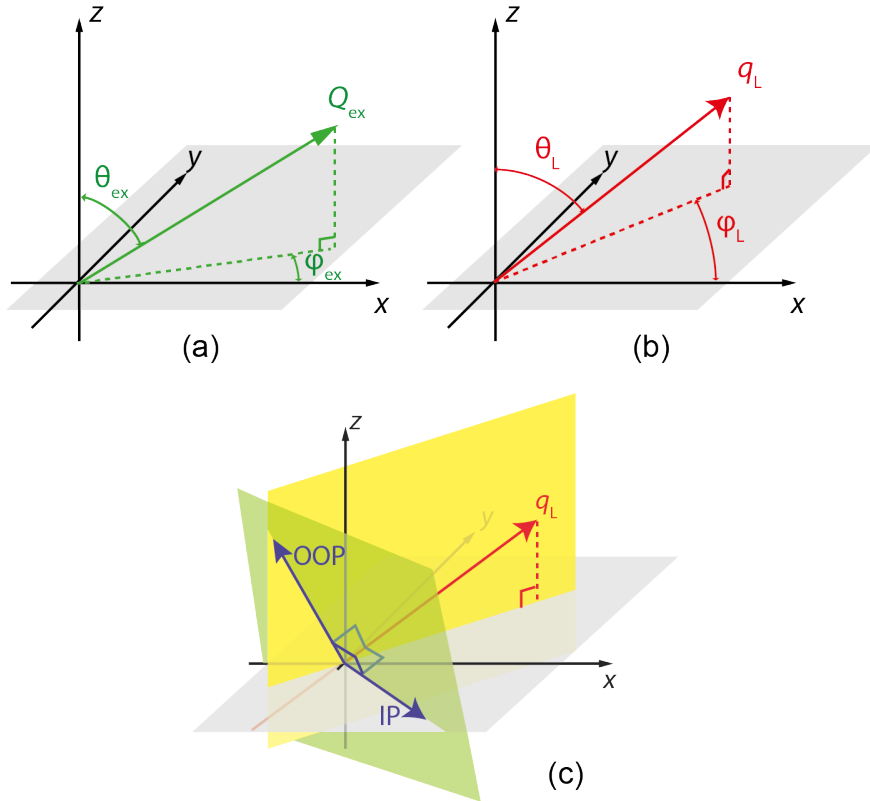 z
Q_ex
y
θ_ex
φ_ex
x
(a)
z
q_L
y
θ_L
φ_L
x
(b)
z
y
q_L
OOP
x
IP
(c)